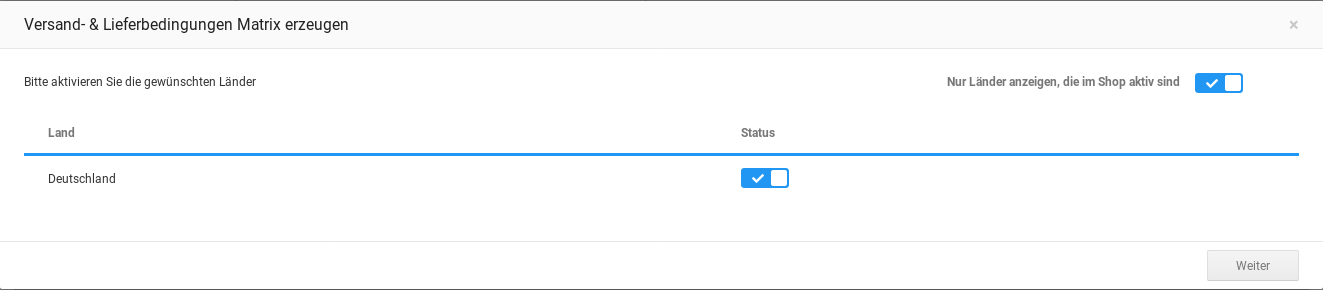 Versand- & Lieferbedingungen Matrix erzeugen
×
Bitte aktivieren Sie die gewünschten Länder
Nur Länder anzeigen, die im Shop aktiv sind
Land
Status
Deutschland
Weiter